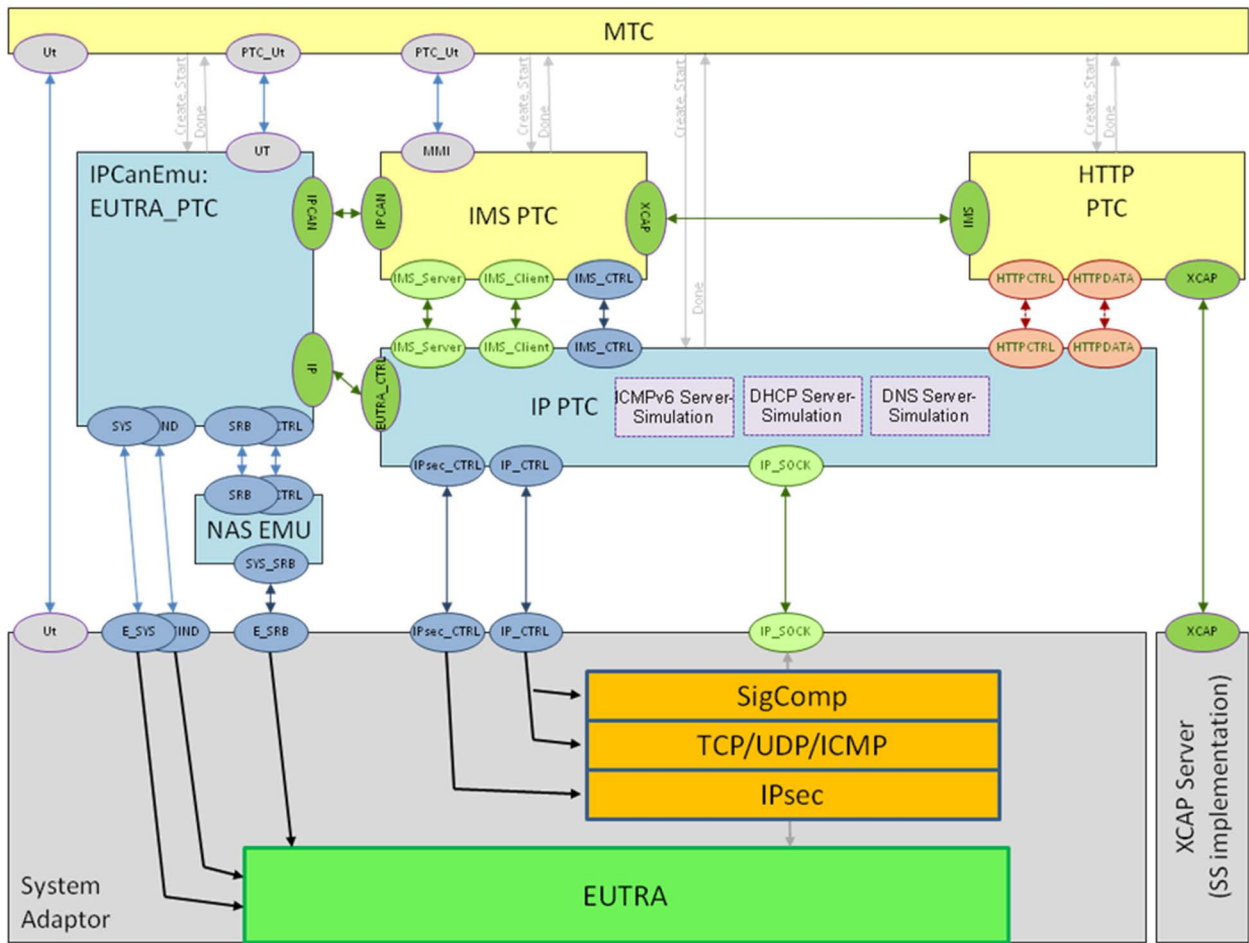 MTC
Ut
PTC_Ut
PTC_Ut
Create_Start
Done
Create_Start
Done
Create_Start
Done
Create_Start
Done
UT
MMI
IPCanEmu:
EUTRA_PTC
IPCAN
IPCAN
IMS PTC
XCAP
SMI
HTTP
PTC
IMS_Server
IMS_Client
IMS_CTRL
HTTPCTRL
HTTPDATA
XCAP
IMS_Server
IMS_Client
IMS_CTRL
HTTPCTRL
HTTPDATA
IP
EUTRA_CTRL
IP PTC
ICMPv6 Server-
Simulation
DHCP Server-
Simulation
DNS Server-
Simulation
SYS
IND
SRB
CTRL
IPsec_CTRL
IP_CTRL
IP_SOCK
SRB
CTRL
NAS EMU
SYS_SRB
Ut
E_SYS
IND
E_SRB
IPsec_CTRL
IP_CTRL
IP_SOCK
XCAP
SigComp
TCP/UDP/ICMP
IPsec
EUTRA
System
Adaptor
XCAP Server
(SS implementation)